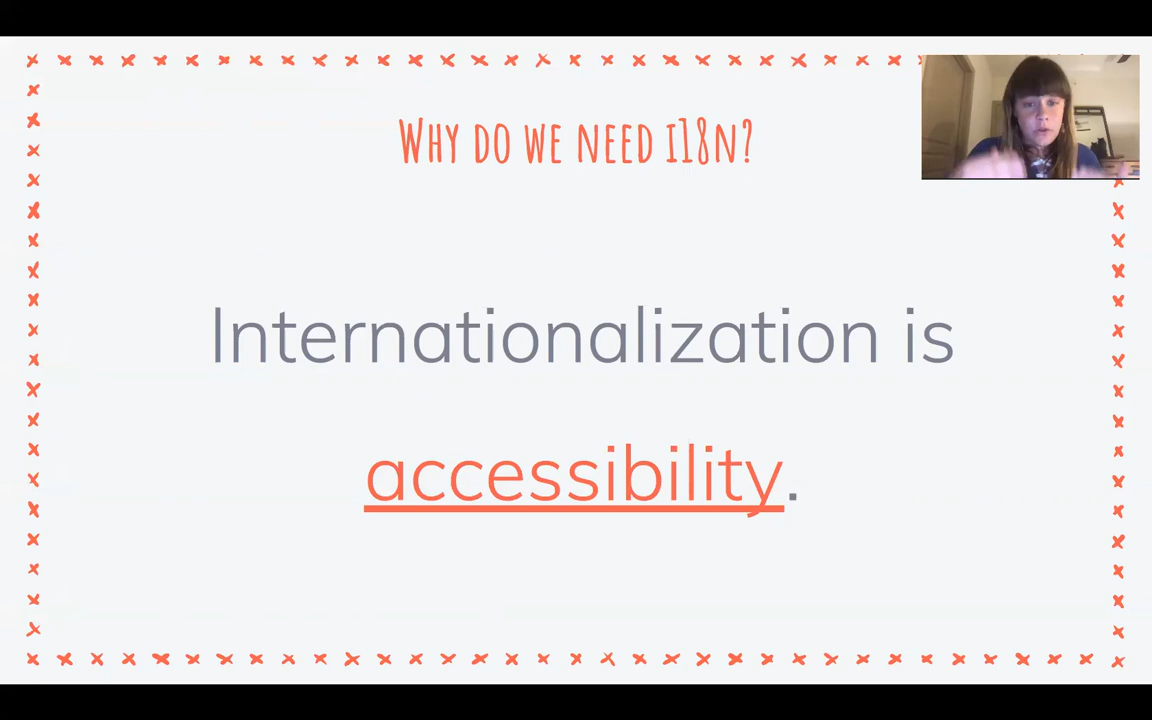 Why do we need i18n?
Internationalization is
accessibility.